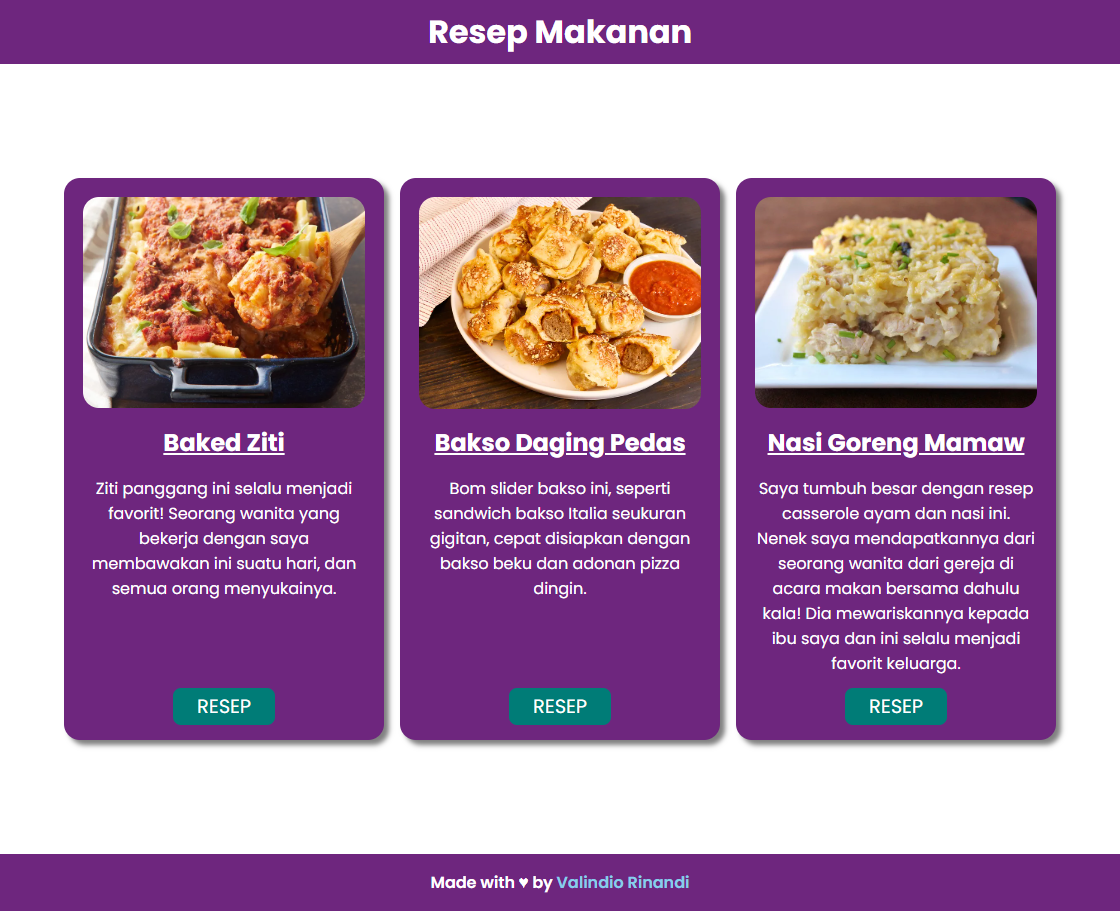 Resep Makanan
Baked Ziti
Ziti panggang ini selalu menjadi
favorit! Seorang wanita yang
bekerja dengan saya
membawakan ini suatu hari, dan
semua orang menyukainya.
RESEP
Bakso Daging Pedas
Bom slider bakso ini, seperti
sandwich bakso Italia seukuran
gigitan, cepat disiapkan dengan
bakso beku dan adonan pizza
dingin.
RESEP
Nasi Goreng Mamaw
Saya tumbuh besar dengan resep
casserole ayam dan nasi ini.
Nenek saya mendapatkannya dari
seorang wanita dari gereja di
acara makan bersama dahulu
kala! Dia mewariskannya kepada
ibu saya dan ini selalu menjadi
favorit keluarga.
RESEP
Made with ♥ by Valindio Rinandi